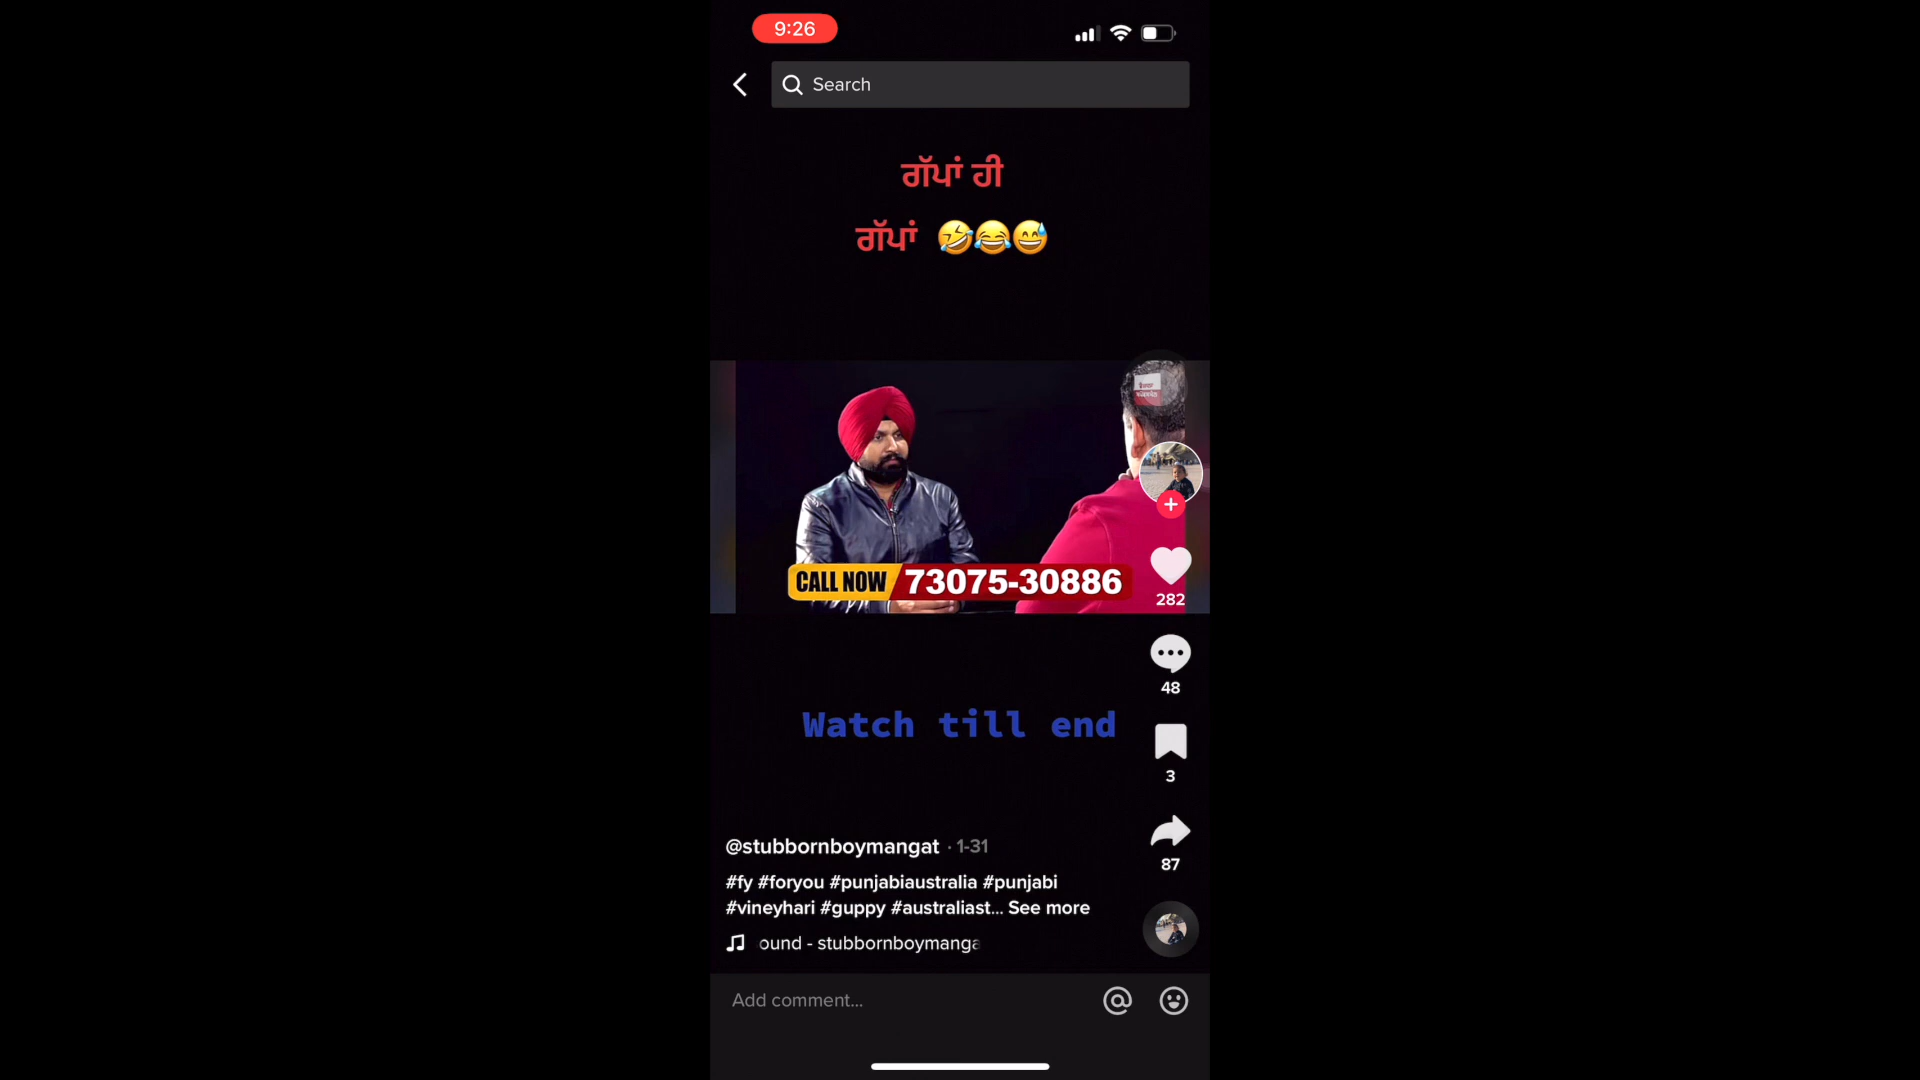 9:26
Search
ਗੱਪਾਂ ਹੀ
ਗੱਪਾਂ 🤣😂😅
CALL NOW 73075-30886
282
48
Watch till end
3
@stubbornboymangat · 1-31
87
#fy #foryou #punjabiaustralia #punjabi
#vineyhari #guppy #australiast... See more
ound - stubbornboymanga
Add comment...